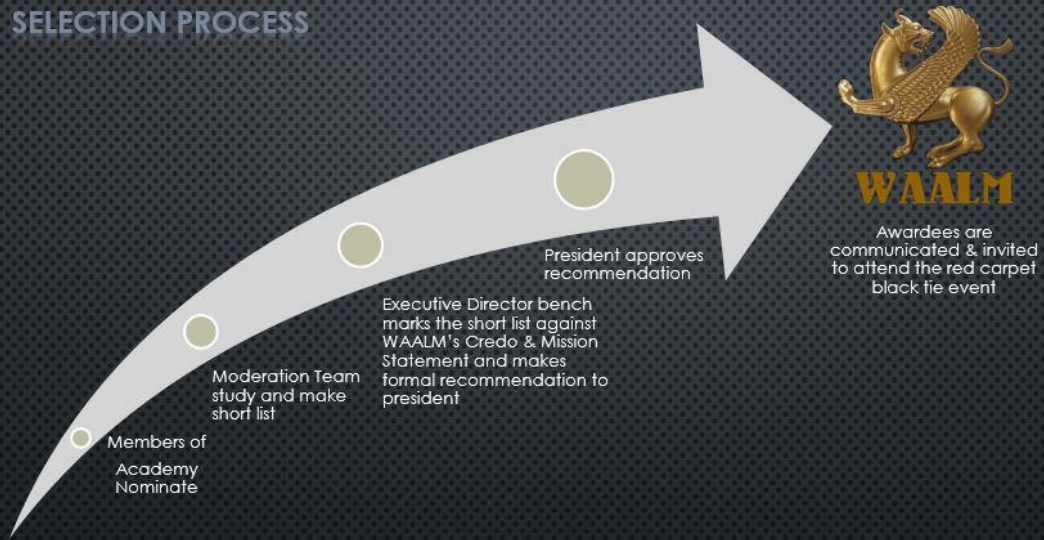 SELECTION PROCESS
WAALM
Awardees are
communicated & invited
to attend the red carpet
black tie event
President approves
recommendation
Executive Director bench
marks the short list against
WAALM's Credo & Mission
Statement and makes
formal recommendation to
president
Moderation Team
study and make
short list
Members of
Academy
Nominate